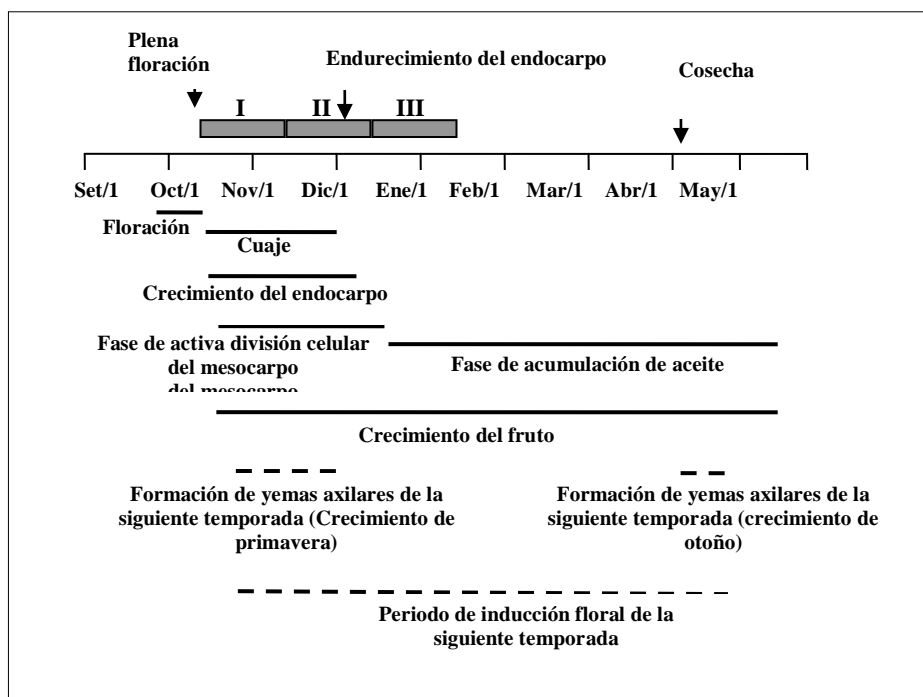 Plena
floración
Endurecimiento del endocarpo
Cosecha
I II III
Set/1 Oct/1 Nov/1 Dic/1 Ene/1 Feb/1 Mar/1 Abr/1 May/1
Floración
Cuaje
Crecimiento del endocarpo
Fase de activa división celular
del mesocarpo
del mesocarpo
Fase de acumulación de aceite
Crecimiento del fruto
Formación de yemas axilares de la
siguiente temporada (Crecimiento de
primavera)
Formación de yemas axilares de la
siguiente temporada (crecimiento de
otoño)
Periodo de inducción floral de la
siguiente temporada